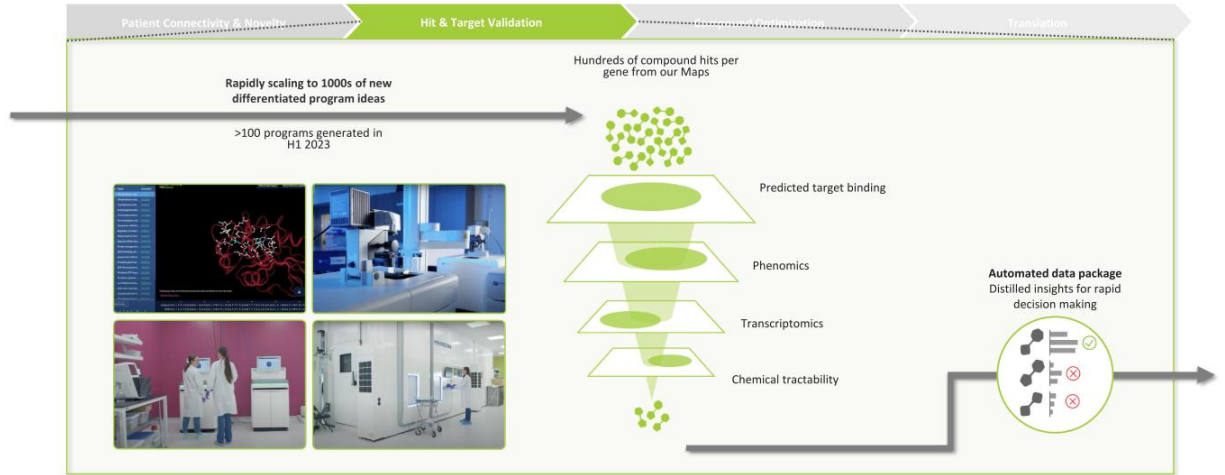 Patient Connectivity & Novelty
Hit & Target Validation
Compound Optimization
Translation
Rapidly scaling to 1000s of new
differentiated program ideas
>100 programs generated in
H1 2023
Hundreds of compound hits per
gene from our Maps
Predicted target binding
Phenomics
Transcriptomics
Chemical tractability
Automated data package
Distilled insights for rapid
decision making